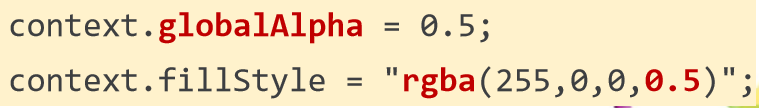 context.globalAlpha = 0.5;
context.fillStyle = "rgba(255,0,0,0.5)";